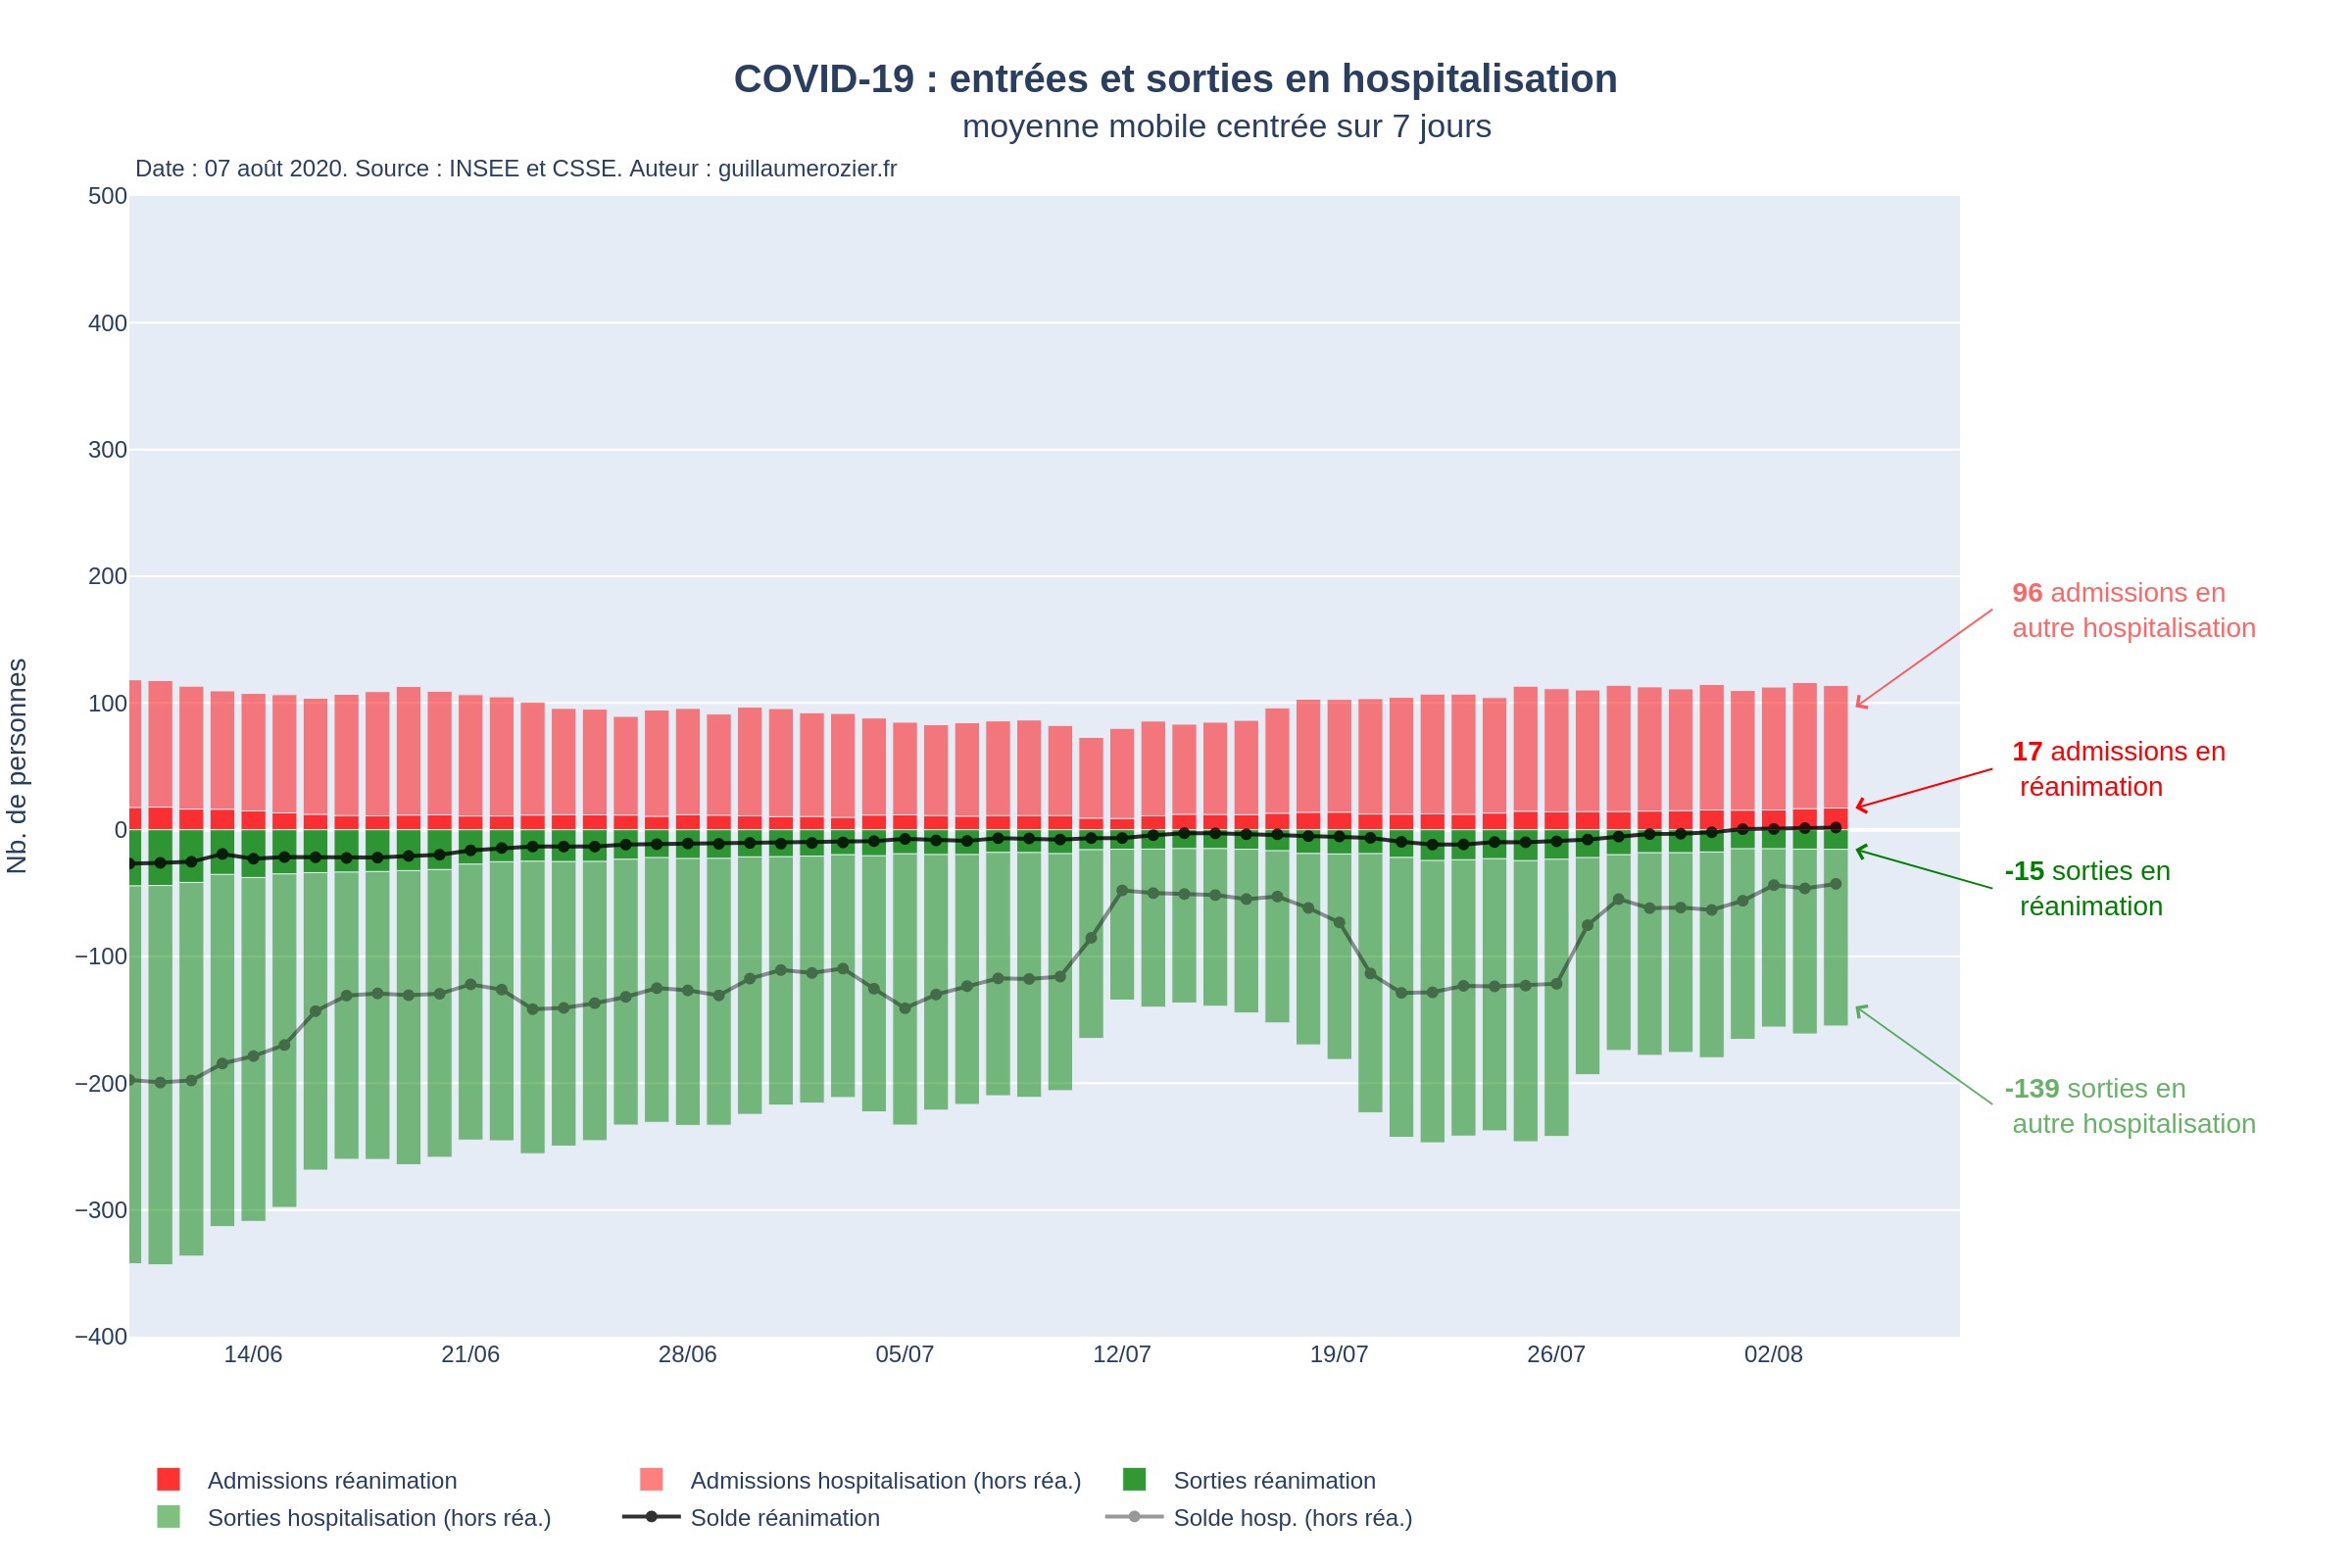 COVID-19 : entrées et sorties en hospitalisation
moyenne mobile centrée sur 7 jours
Date : 07 août 2020. Source : INSEE et CSSE. Auteur : guillaumerozier.fr
Nb. de personnes
500
400
300
200
100
0
−100
−200
−300
−400
14/06 21/06 28/06 05/07 12/07 19/07 26/07 02/08
96 admissions en
autre hospitalisation
17 admissions en
réanimation
-15 sorties en
réanimation
-139 sorties en
autre hospitalisation
Admissions réanimation Admissions hospitalisation (hors réa.) Sorties réanimation
Sorties hospitalisation (hors réa.) Solde réanimation Solde hosp. (hors réa.)